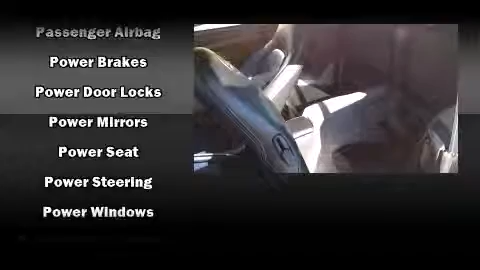 Passenger Airbag
Power Brakes
Power Door Locks
Power Mirrors
Power Seat
Power Steering
Power Windows